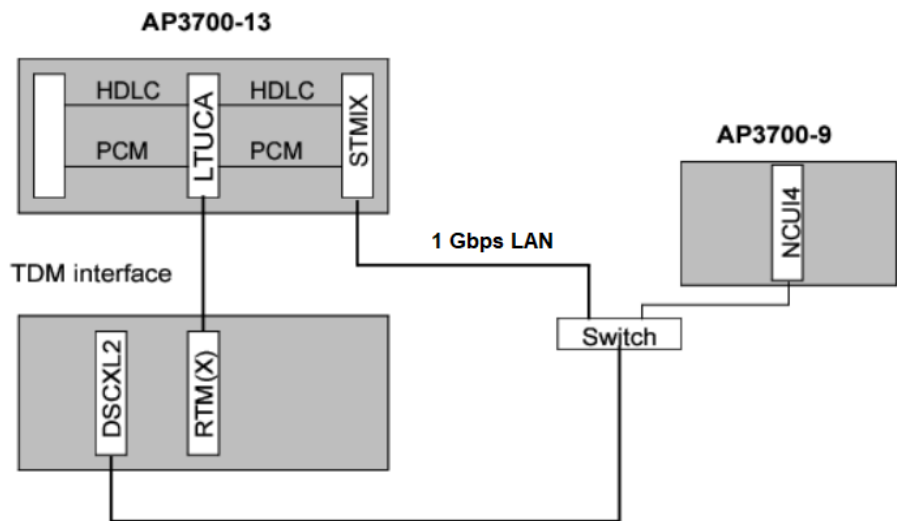 AP3700-13
HDLC
HDLC
LTUCA
STMIX
PCM
PCM
AP3700-9
NCUI4
1 Gbps LAN
TDM interface
Switch
DSCXL2
RTM(X)